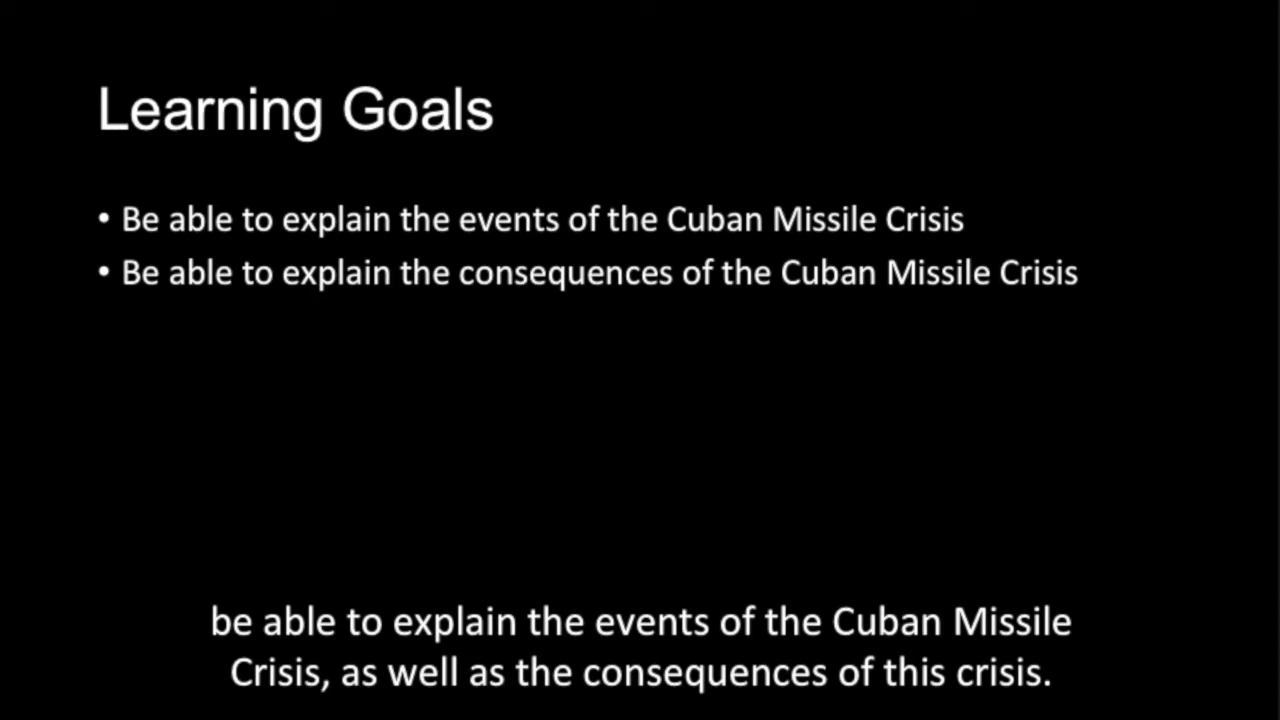 Learning Goals
• Be able to explain the events of the Cuban Missile Crisis
• Be able to explain the consequences of the Cuban Missile Crisis
be able to explain the events of the Cuban Missile
Crisis, as well as the consequences of this crisis.